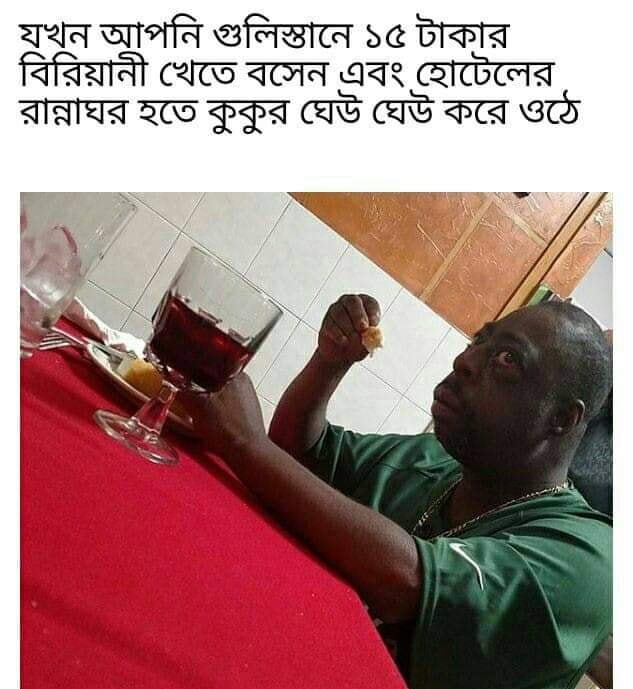 যখন আপনি গুলিস্তানে ১৫ টাকার
বিরিয়ানী খেতে বসেন এবং হোটেলের
রান্নাঘর হতে কুকুর ঘেউ ঘেউ করে ওঠে